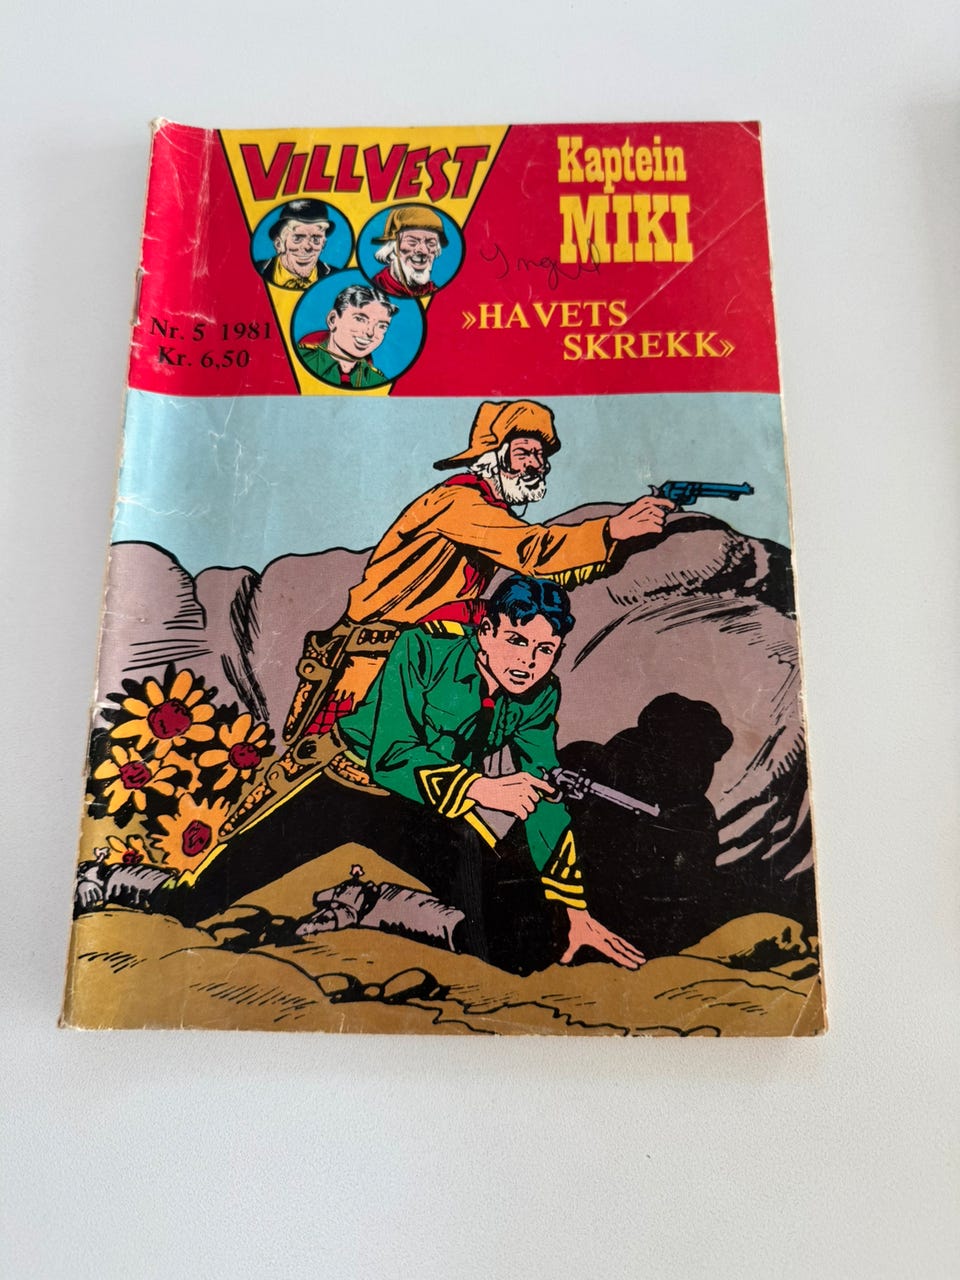 VILLVEST
Kaptein
MIKI
»HAVETS
SKREKK»
Nr. 5 1981
Kr. 6,50